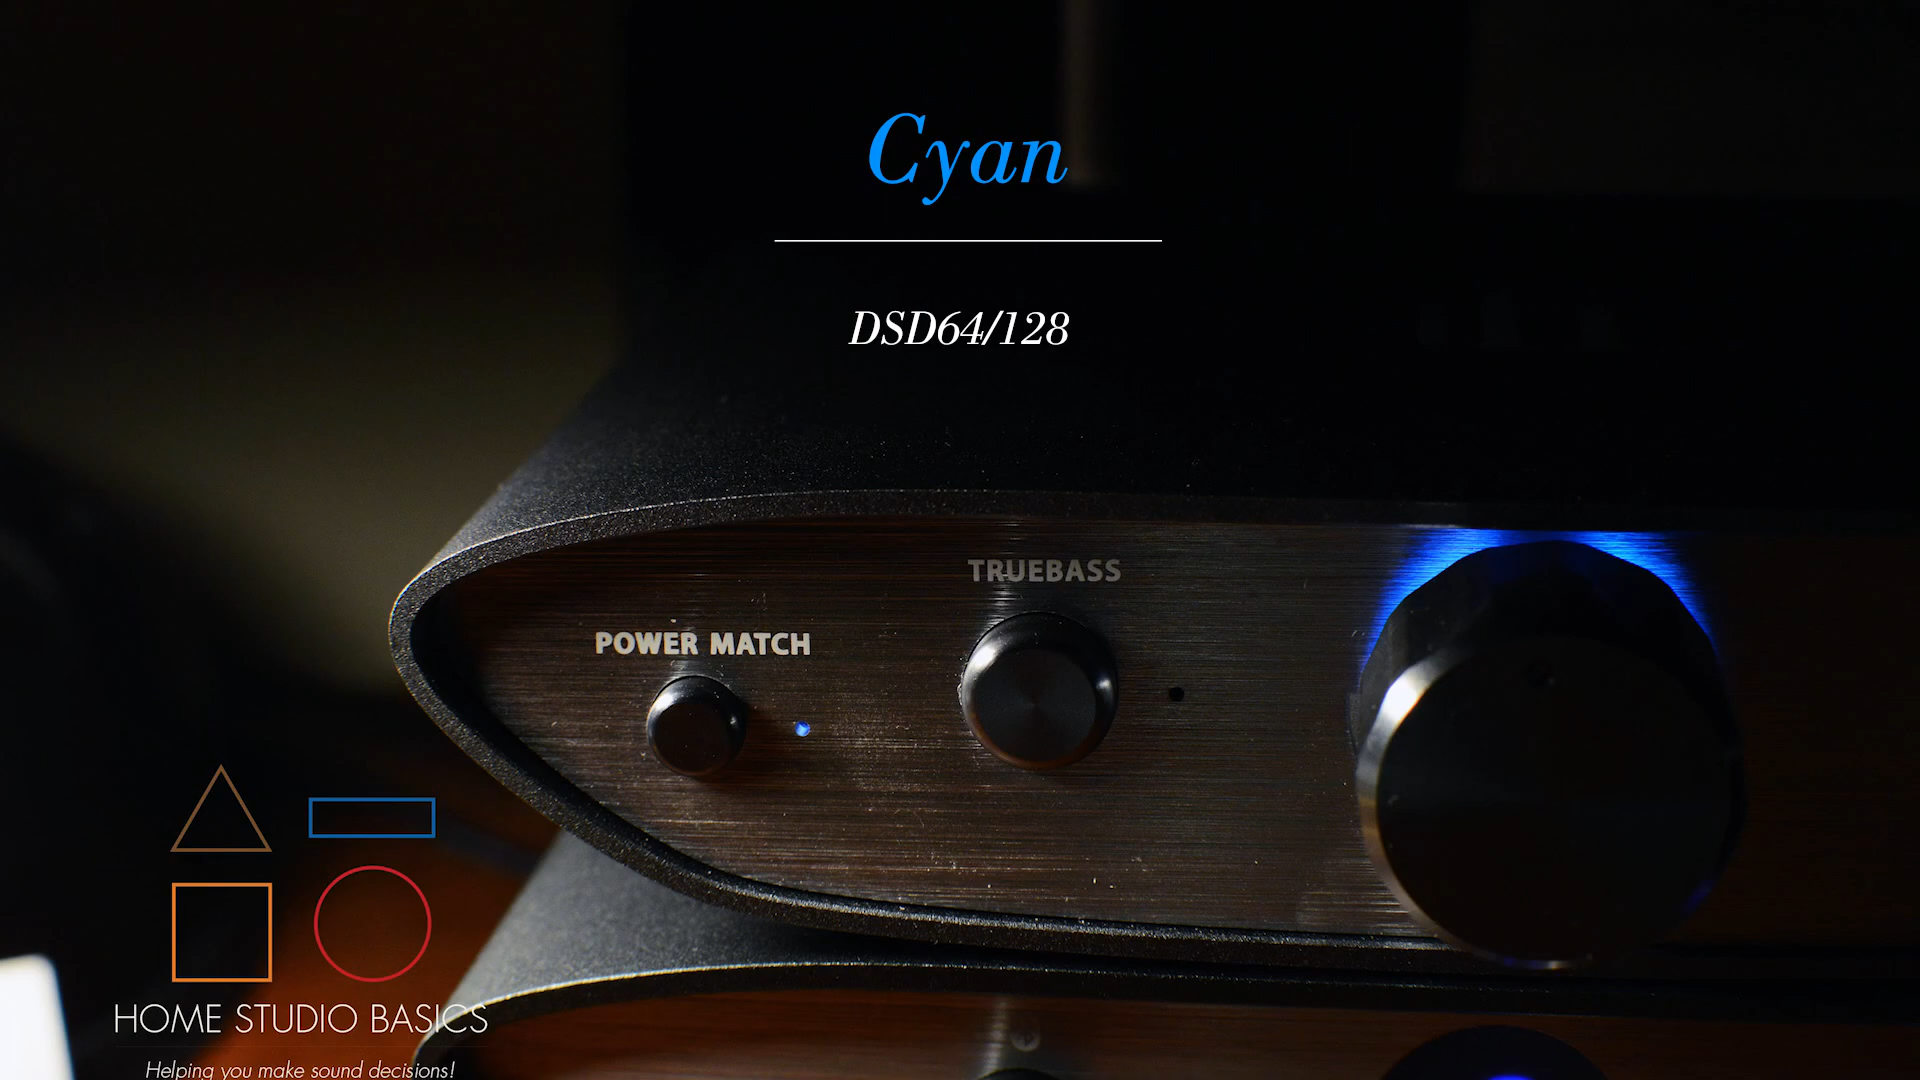 Cyan
DSD64/128
TRUEBASS
POWER MATCH
HOME STUDIO BASICS
Helping you make sound decisions!